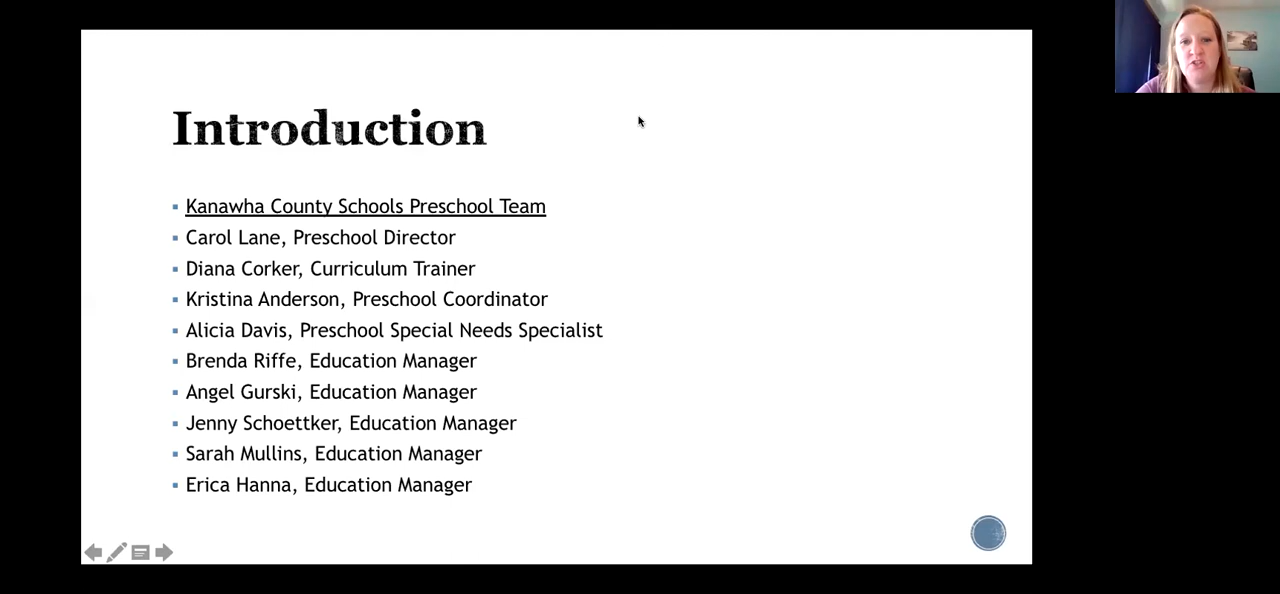 Introduction
Kanawha County Schools Preschool Team
Carol Lane, Preschool Director
Diana Corker, Curriculum Trainer
Kristina Anderson, Preschool Coordinator
Alicia Davis, Preschool Special Needs Specialist
Brenda Riffe, Education Manager
Angel Gurski, Education Manager
Jenny Schoettker, Education Manager
Sarah Mullins, Education Manager
Erica Hanna, Education Manager